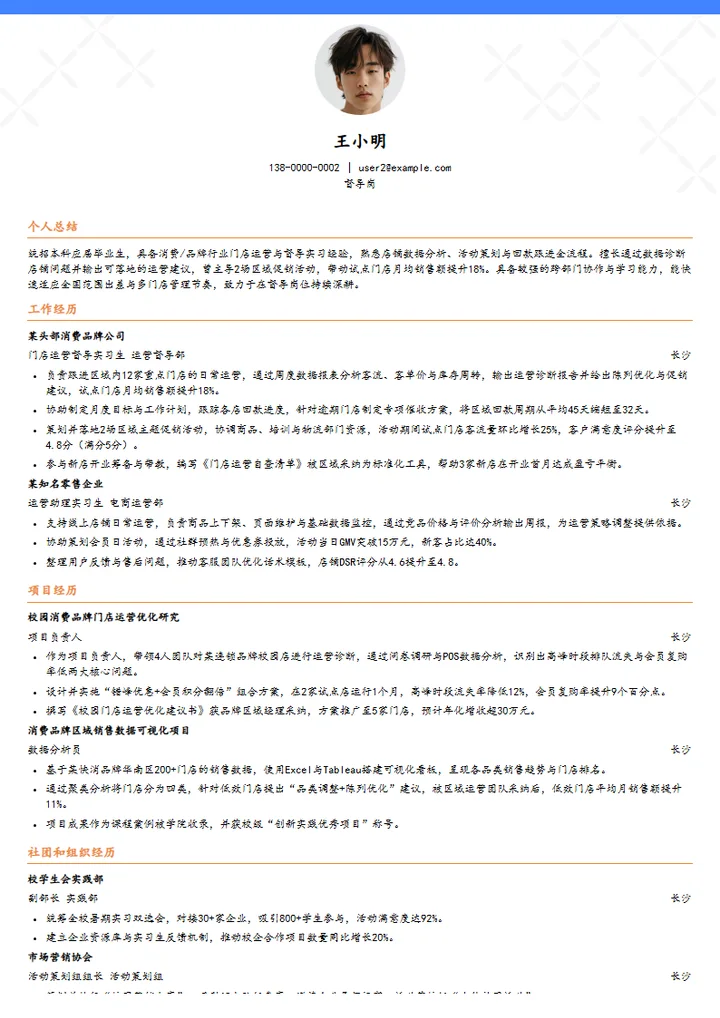 王小明
138-0000-0002 | user2@example.com
督导岗
个人总结
统招本科应届毕业生，具备消费/品牌行业门店运营与督导实习经验，熟悉店铺数据分析、活动策划与回款跟进全流程。擅长通过数据诊断
店铺问题并输出可落地的运营建议，曾主导2场区域促销活动，带动试点门店月均销售额提升18%。具备较强的跨部门协作与学习能力，能快
速适应全国范围出差与多门店管理节奏，致力于在督导岗位持续深耕。
工作经历
某头部消费品牌公司
门店运营督导实习生 运营督导部 长沙
• 负责跟进区域内12家重点门店的日常运营，通过周度数据报表分析客流、客单价与库存周转，输出运营诊断报告并给出陈列优化与促销
建议，试点门店月均销售额提升18%。
• 协助制定月度目标与工作计划，跟踪各店回款进度，针对逾期门店制定专项催收方案，将区域回款周期从平均45天缩短至32天。
• 策划并落地2场区域主题促销活动，协调商品、培训与物流部门资源，活动期间试点门店客流量环比增长25%，客户满意度评分提升至
4.8分（满分5分）。
• 参与新店开业筹备与带教，编写《门店运营自查清单》被区域采纳为标准化工具，帮助3家新店在开业首月达成盈亏平衡。
某知名零售企业
运营助理实习生 电商运营部 长沙
• 支持线上店铺日常运营，负责商品上下架、页面维护与基础数据监控，通过竞品价格与评价分析输出周报，为运营策略调整提供依据。
• 协助策划会员日活动，通过社群预热与优惠券投放，活动当日GMV突破15万元，新客占比达40%。
• 整理用户反馈与售后问题，推动客服团队优化话术模板，店铺DSR评分从4.6提升至4.8。
项目经历
校园消费品牌门店运营优化研究
项目负责人 长沙
• 作为项目负责人，带领4人团队对某连锁品牌校园店进行运营诊断，通过问卷调研与POS数据分析，识别出高峰时段排队流失与会员复购
率低两大核心问题。
• 设计并实施“错峰优惠+会员积分翻倍”组合方案，在2家试点店运行1个月，高峰时段流失率降低12%，会员复购率提升9个百分点。
• 撰写《校园门店运营优化建议书》获品牌区域经理采纳，方案推广至5家门店，预计年化增收超30万元。
消费品牌区域销售数据可视化项目
数据分析员 长沙
• 基于某快消品牌华南区200+门店的销售数据，使用Excel与Tableau搭建可视化看板，呈现各品类销售趋势与门店排名。
• 通过聚类分析将门店分为四类，针对低效门店提出“品类调整+陈列优化”建议，被区域运营团队采纳后，低效门店平均月销售额提升
11%。
• 项目成果作为课程案例被学院收录，并获校级“创新实践优秀项目”称号。
社团和组织经历
校学生会实践部
副部长 实践部 长沙
• 统筹全校暑期实习双选会，对接30+家企业，吸引800+学生参与，活动满意度达92%。
• 建立企业资源库与实习生反馈机制，推动校企合作项目数量同比增长20%。
市场营销协会
活动策划组组长 活动策划组 长沙